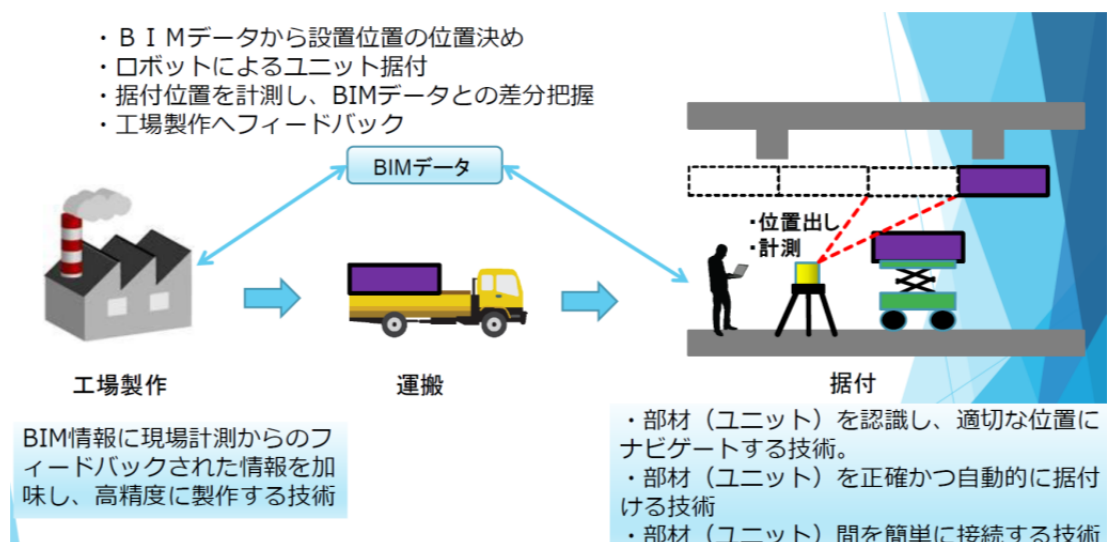 ・ＢＩＭデータから設置位置の位置決め
・ロボットによるユニット据付
・据付位置を計測し、BIMデータとの差分把握
・工場製作へフィードバック
BIMデータ
・位置出し
・計測
工場製作
運搬
据付
BIM情報に現場計測からのフ
ィードバックされた情報を加
味し、高精度に製作する技術
・部材（ユニット）を認識し、適切な位置に
ナビゲートする技術。
・部材（ユニット）を正確かつ自動的に据付
ける技術
・部材（ユニット）間を簡単に接続する技術